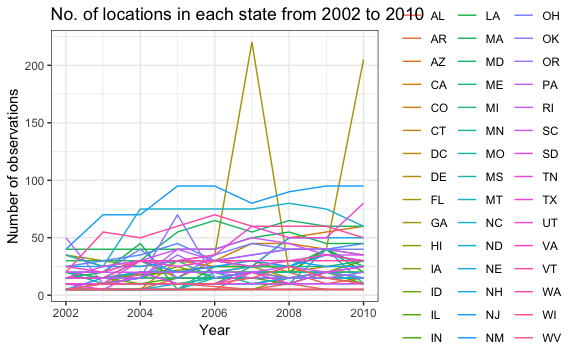 No. of locations in each state from 2002 to 2010
Number of observations
200
150
100
50
0
2002
2004
2006
2008
2010
Year
AL
AR
AZ
CA
CO
CT
DC
DE
FL
GA
HI
IA
ID
IL
IN
LA
MA
MD
ME
MI
MN
MO
MS
MT
NC
ND
NE
NH
NJ
NM
OH
OK
OR
PA
RI
SC
SD
TN
TX
UT
VA
VT
WA
WI
WV